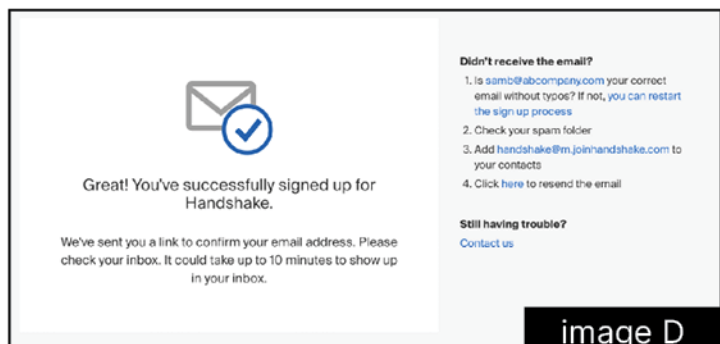 Great! You've successfully signed up for
Handshake.
We've sent you a link to confirm your email address. Please
check your inbox. It could take up to 10 minutes to show up
in your inbox.
Didn't receive the email?
1. Is samb@abcompany.com your correct
email without typos? If not, you can restart
the sign up process
2. Check your spam folder
3. Add handshake@m.joinhandshake.com to
your contacts
4. Click here to resend the email
Still having trouble?
Contact us
image D